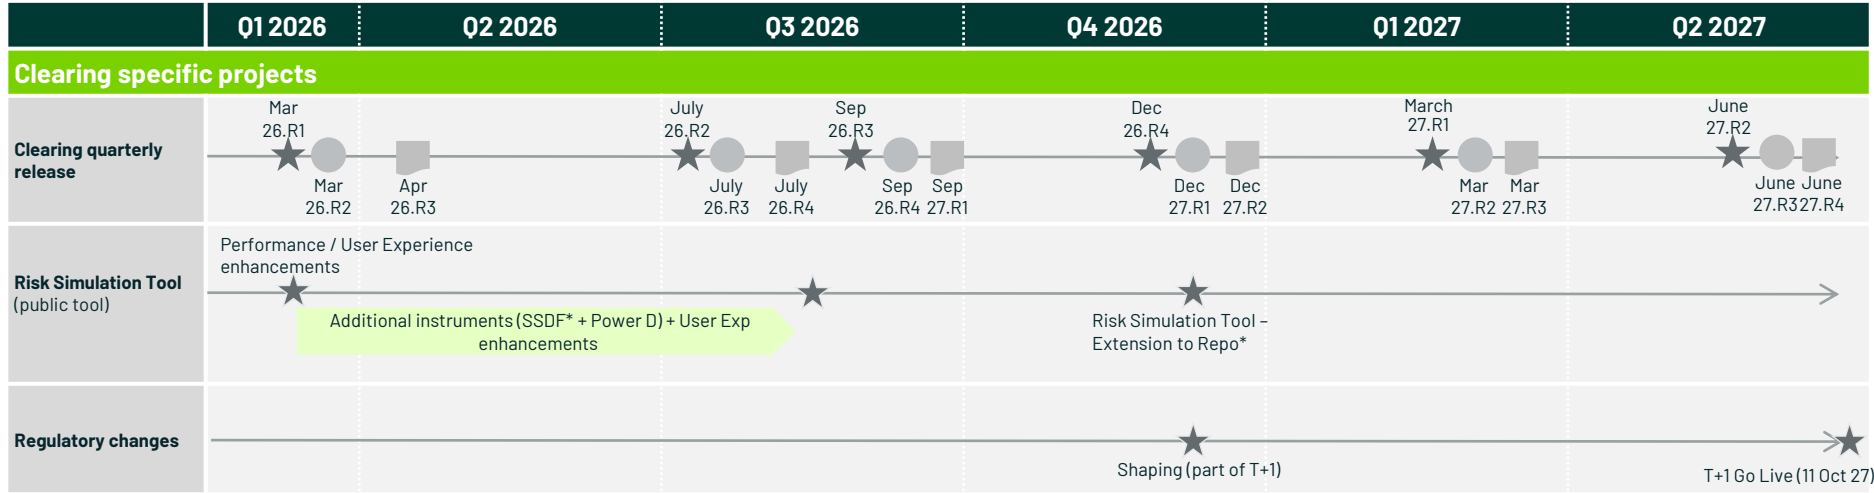 Q1 2026 Q2 2026 Q3 2026 Q4 2026 Q1 2027 Q2 2027
Clearing specific projects
Clearing quarterly
release
Mar
26.R1
Mar
26.R2
Apr
26.R3
July
26.R2
July
26.R3
July
26.R4
Sep
26.R3
Sep
26.R4
Sep
27.R1
Dec
26.R4
Dec
27.R1
Dec
27.R2
March
27.R1
Mar
27.R2
Mar
27.R3
June
27.R2
June
27.R3
June
27.R4
Risk Simulation Tool
(public tool)
Performance / User Experience
enhancements
Additional instruments (SSDF* + Power D) + User Exp
enhancements
Risk Simulation Tool –
Extension to Repo*
Regulatory changes
Shaping (part of T+1)
T+1 Go Live (11 Oct 27)